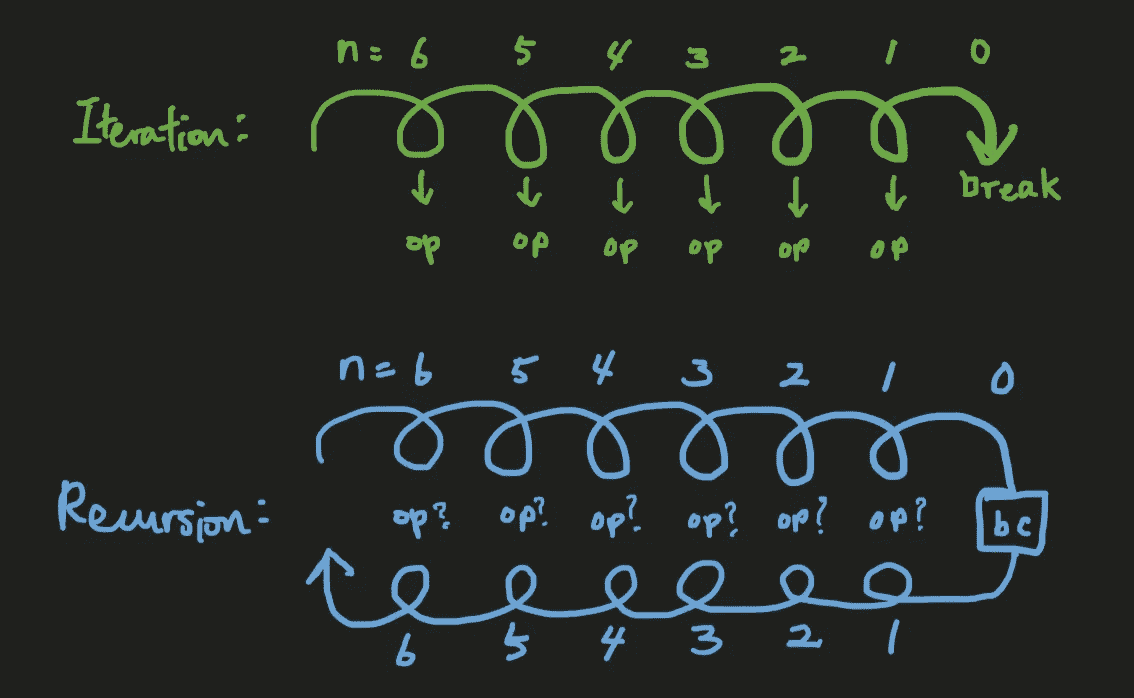 n = 6 5 4 3 2 1 0
Iteration:
break
op op op op op op
n = 6 5 4 3 2 1 0
Recursion:
op? op? op? op? op? op?
bc
6 5 4 3 2 1